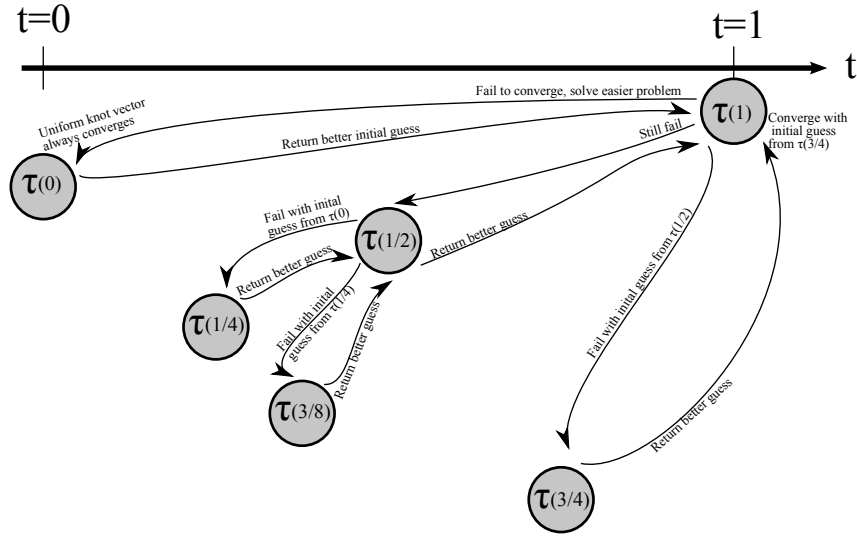 t=0
t=1
t
Fail to converge, solve easier problem
τ(1)
Converge with
initial guess
from τ(3/4)
Uniform knot vector
always converges
Return better initial guess
Still fail
τ(0)
Fail with inital
guess from τ(0)
τ(1/2)
Return better guess
Return better guess
τ(1/4)
Fail with inital
guess from τ(1/4)
Return better guess
τ(3/8)
Fail with inital guess from τ(1/2)
Return better guess
τ(3/4)